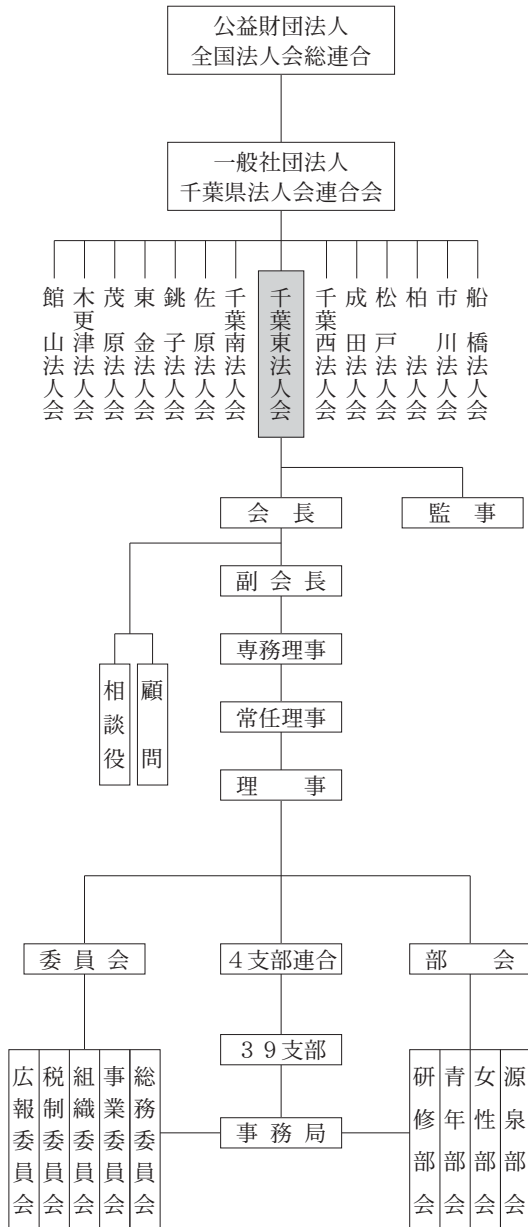 公益財団法人
全国法人会総連合
一般社団法人
千葉県法人会連合会
館山法人会
木更津法人会
茂原法人会
東金法人会
銚子法人会
佐原法人会
千葉南法人会
千葉東法人会
千葉西法人会
成田法人会
松戸法人会
柏法人会
市川法人会
船橋法人会
会長
監事
副会長
専務理事
相談役
顧問
常任理事
理事
委員会
4支部連合
部会
39支部
広報委員会
税制委員会
組織委員会
事業委員会
総務委員会
事務局
研修部会
青年部会
女性部会
源泉部会